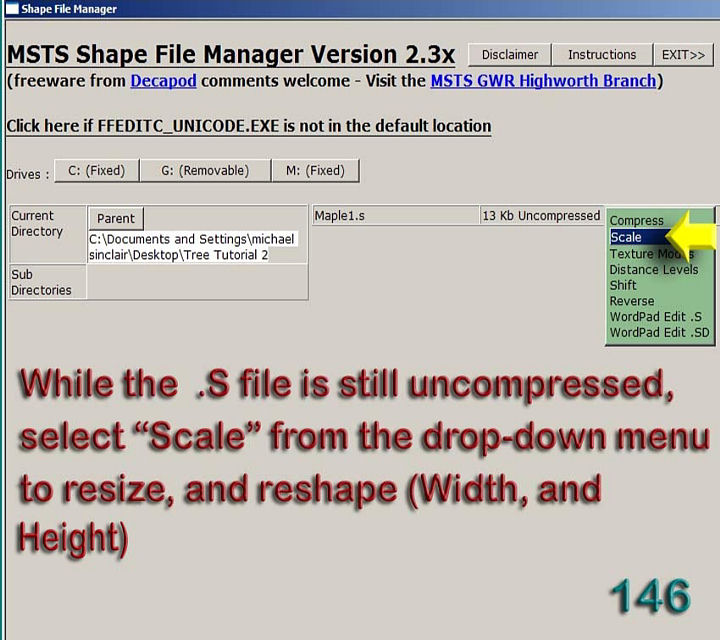 Shape File Manager
MSTS Shape File Manager Version 2.3x
Disclaimer
Instructions
EXIT>>
(freeware from Decapod comments welcome - Visit the MSTS GWR Highworth Branch)
Click here if FFEDITC_UNICODE.EXE is not in the default location
Drives :
C: (Fixed)
G: (Removable)
M: (Fixed)
Current
Directory
Parent
C:\Documents and Settings\michael
sinclair\Desktop\Tree Tutorial 2
Sub
Directories
Maple1.s
13 Kb Uncompressed
Compress
Scale
Texture
Distance Levels
Shift
Reverse
WordPad Edit .S
WordPad Edit .SD
While the .S file is still uncompressed,
select “Scale” from the drop-down menu
to resize, and reshape (Width, and
Height)
146